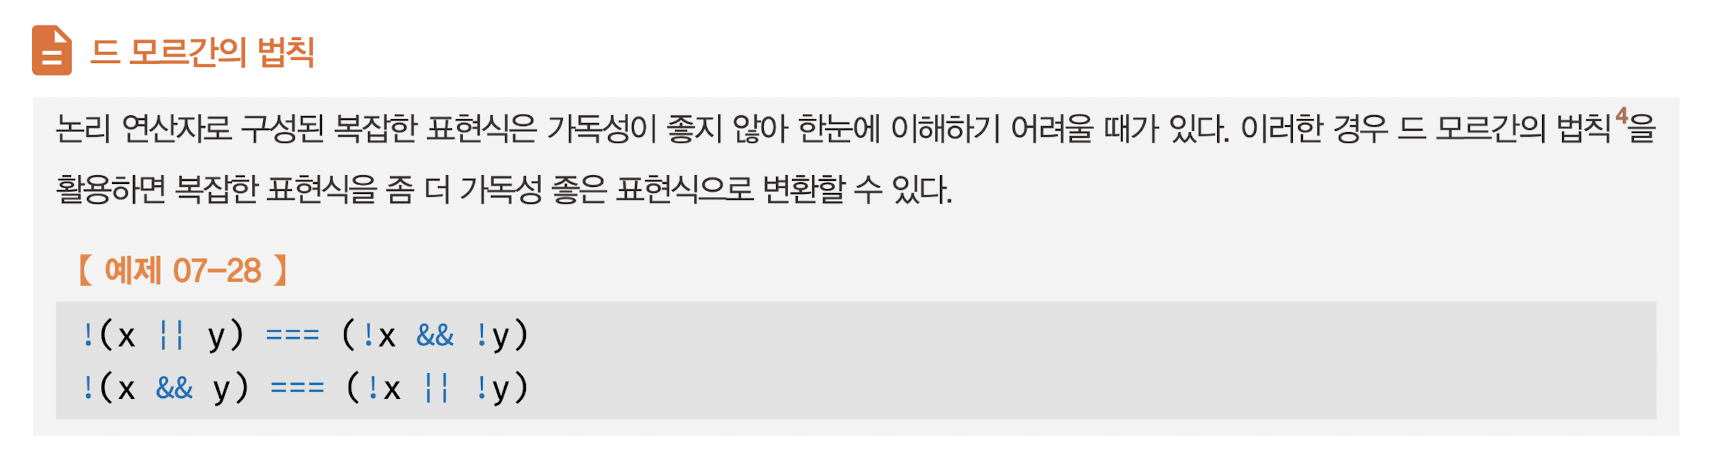 드 모르간의 법칙
논리 연산자로 구성된 복잡한 표현식은 가독성이 좋지 않아 한눈에 이해하기 어려울 때가 있다. 이러한 경우 드 모르간의 법칙4을
활용하면 복잡한 표현식을 좀 더 가독성 좋은 표현식으로 변환할 수 있다.
【 예제 07-28 】
!(x || y) === (!x && !y)
!(x && y) === (!x || !y)